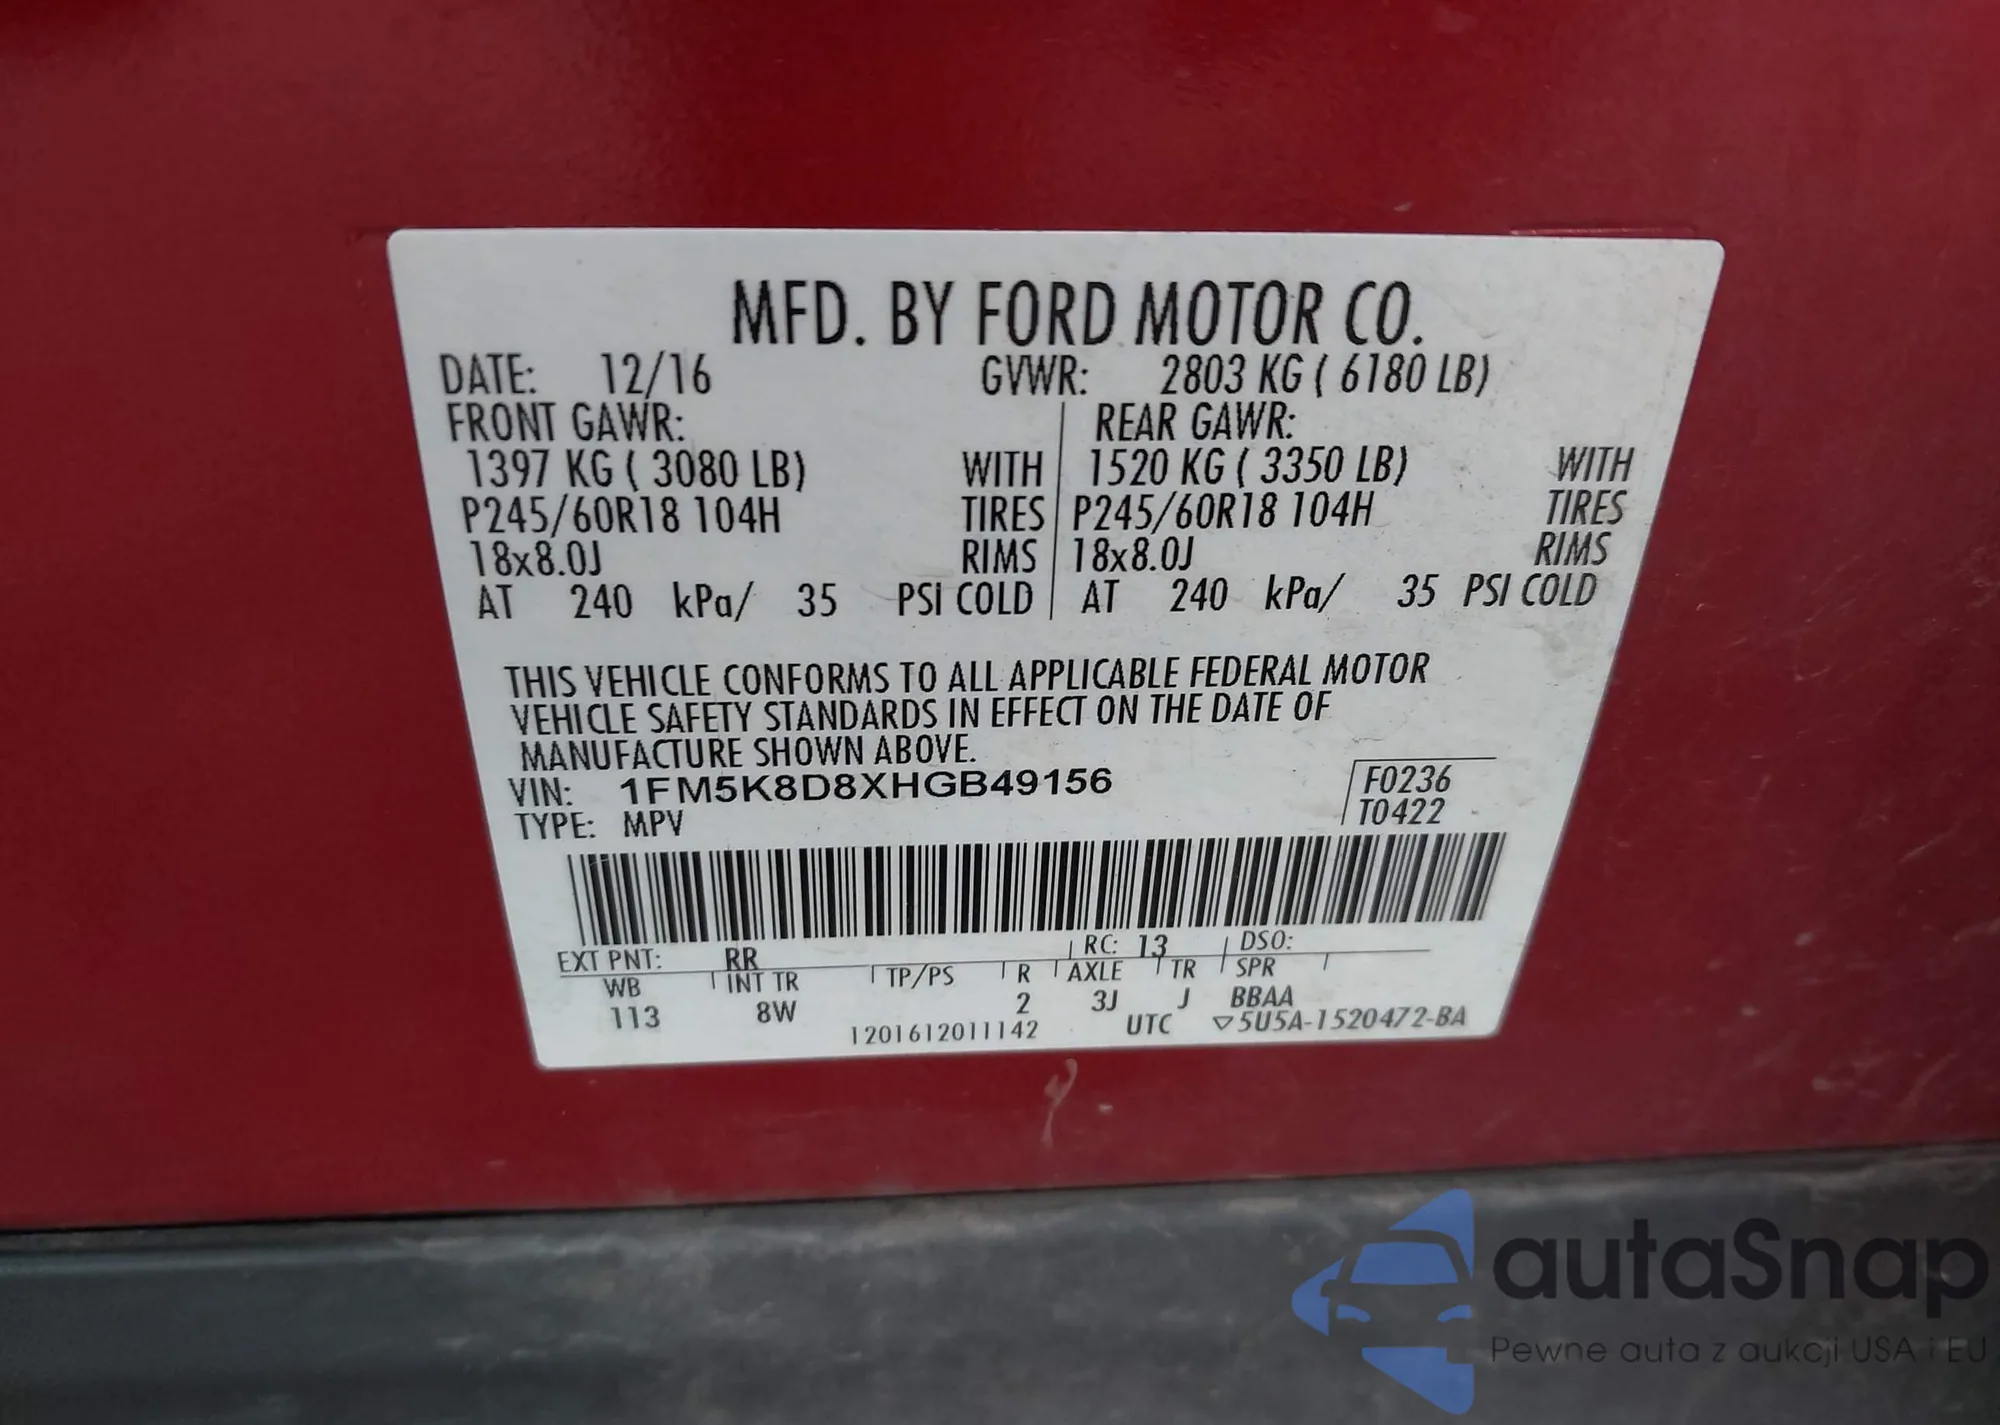 MFD. BY FORD MOTOR CO.
DATE: 12/16 GVWR: 2803 KG ( 6180 LB)
FRONT GAWR: REAR GAWR:
1397 KG ( 3080 LB) WITH 1520 KG ( 3350 LB) WITH
P245/60R18 104H TIRES P245/60R18 104H TIRES
18x8.0J RIMS 18x8.0J RIMS
AT 240 kPa/ 35 PSI COLD AT 240 kPa/ 35 PSI COLD
THIS VEHICLE CONFORMS TO ALL APPLICABLE FEDERAL MOTOR
VEHICLE SAFETY STANDARDS IN EFFECT ON THE DATE OF
MANUFACTURE SHOWN ABOVE.
VIN: 1FM5K8D8XHGB49156 F0236
TYPE: MPV T0422
EXT PNT: RR RC: 13 DSO:
WB INT TR TP/PS R AXLE TR SPR
113 8W 2 3J J BBAA
1201612011142 UTC ▽5U5A-1520472-BA
autaSnap
Pewne auta z aukcji USA i EU